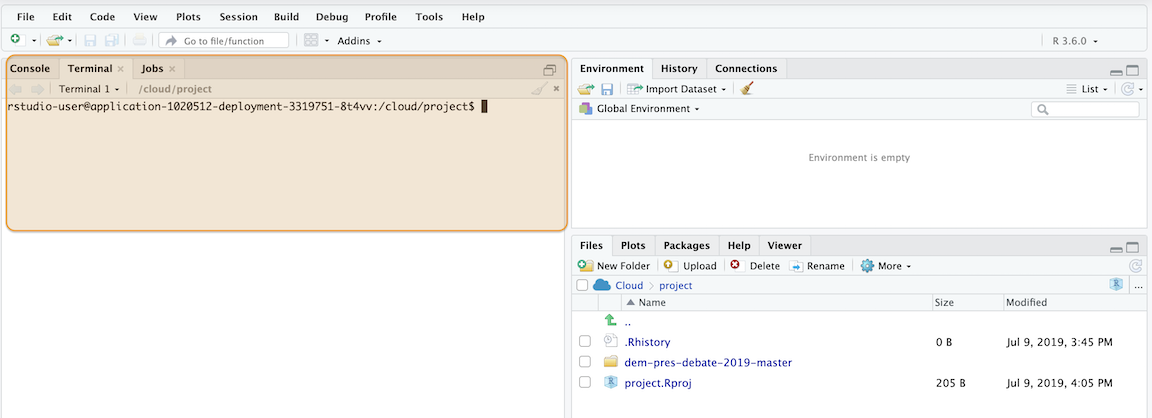 File Edit Code View Plots Session Build Debug Profile Tools Help
Go to file/function Addins R 3.6.0
Console Terminal Jobs
Terminal 1 /cloud/project
rstudio-user@application-1020512-deployment-3319751-8t4vv:/cloud/project$
Environment History Connections
Import Dataset List
Global Environment
Environment is empty
Files Plots Packages Help Viewer
New Folder Upload Delete Rename More
Cloud project
Name Size Modified
..
.Rhistory 0 B Jul 9, 2019, 3:45 PM
dem-pres-debate-2019-master
project.Rproj 205 B Jul 9, 2019, 4:05 PM